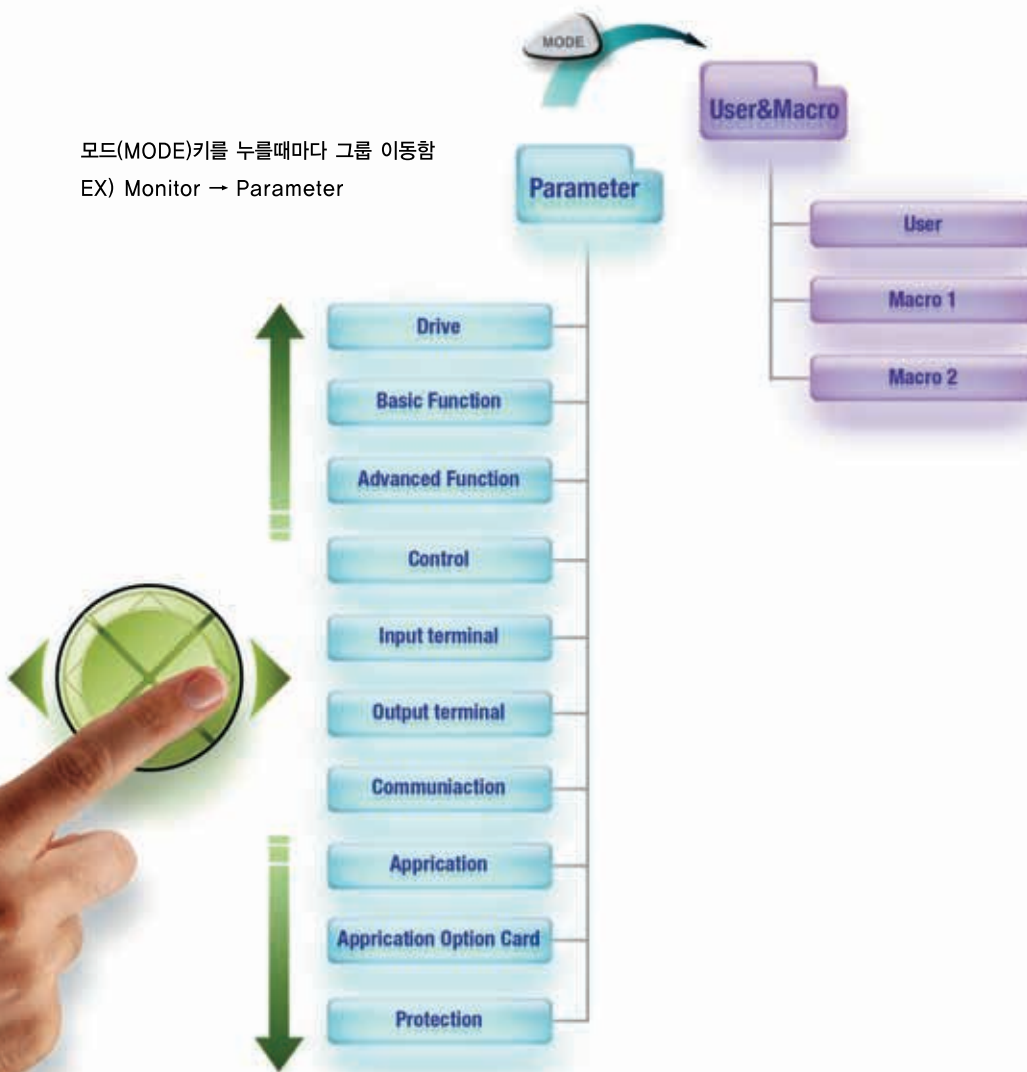 MODE
User&Macro
모드(MODE)키를 누를때마다 그룹 이동함
EX) Monitor → Parameter
Parameter
User
Macro 1
Macro 2
Drive
Basic Function
Advanced Function
Control
Input terminal
Output terminal
Communiaction
Apprication
Apprication Option Card
Protection